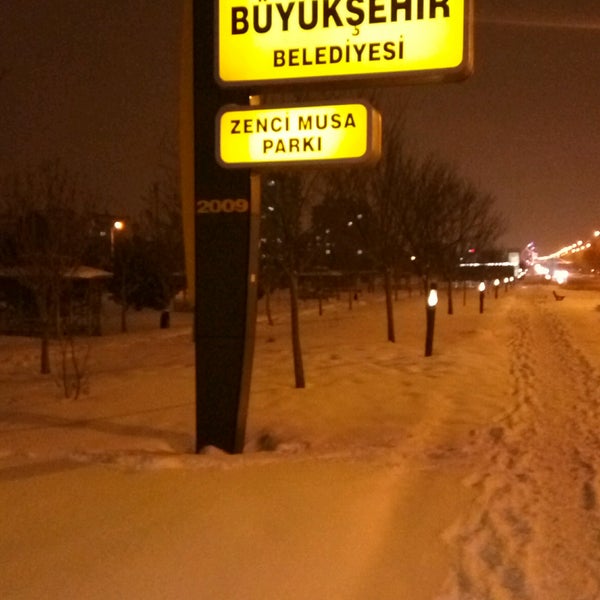 BÜYÜKŞEHİR
BELEDİYESİ
ZENCİ MUSA
PARKI
2009